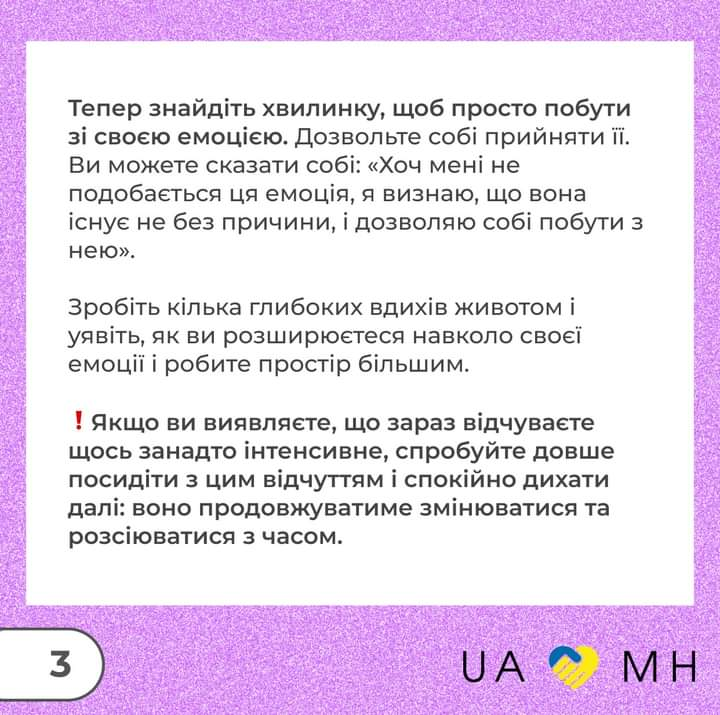 Тепер знайдіть хвилинку, щоб просто побути
зі своєю емоцією. Дозвольте собі прийняти її.
Ви можете сказати собі: «Хоч мені не
подобається ця емоція, я визнаю, що вона
існує не без причини, і дозволяю собі побути з
нею».
Зробіть кілька глибоких вдихів животом і
уявіть, як ви розширюєтеся навколо своєї
емоції і робите простір більшим.
❗Якщо ви виявляєте, що зараз відчуваєте
щось занадто інтенсивне, спробуйте довше
посидіти з цим відчуттям і спокійно дихати
далі: воно продовжуватиме змінюватися та
розсіюватися з часом.
3
UA MH